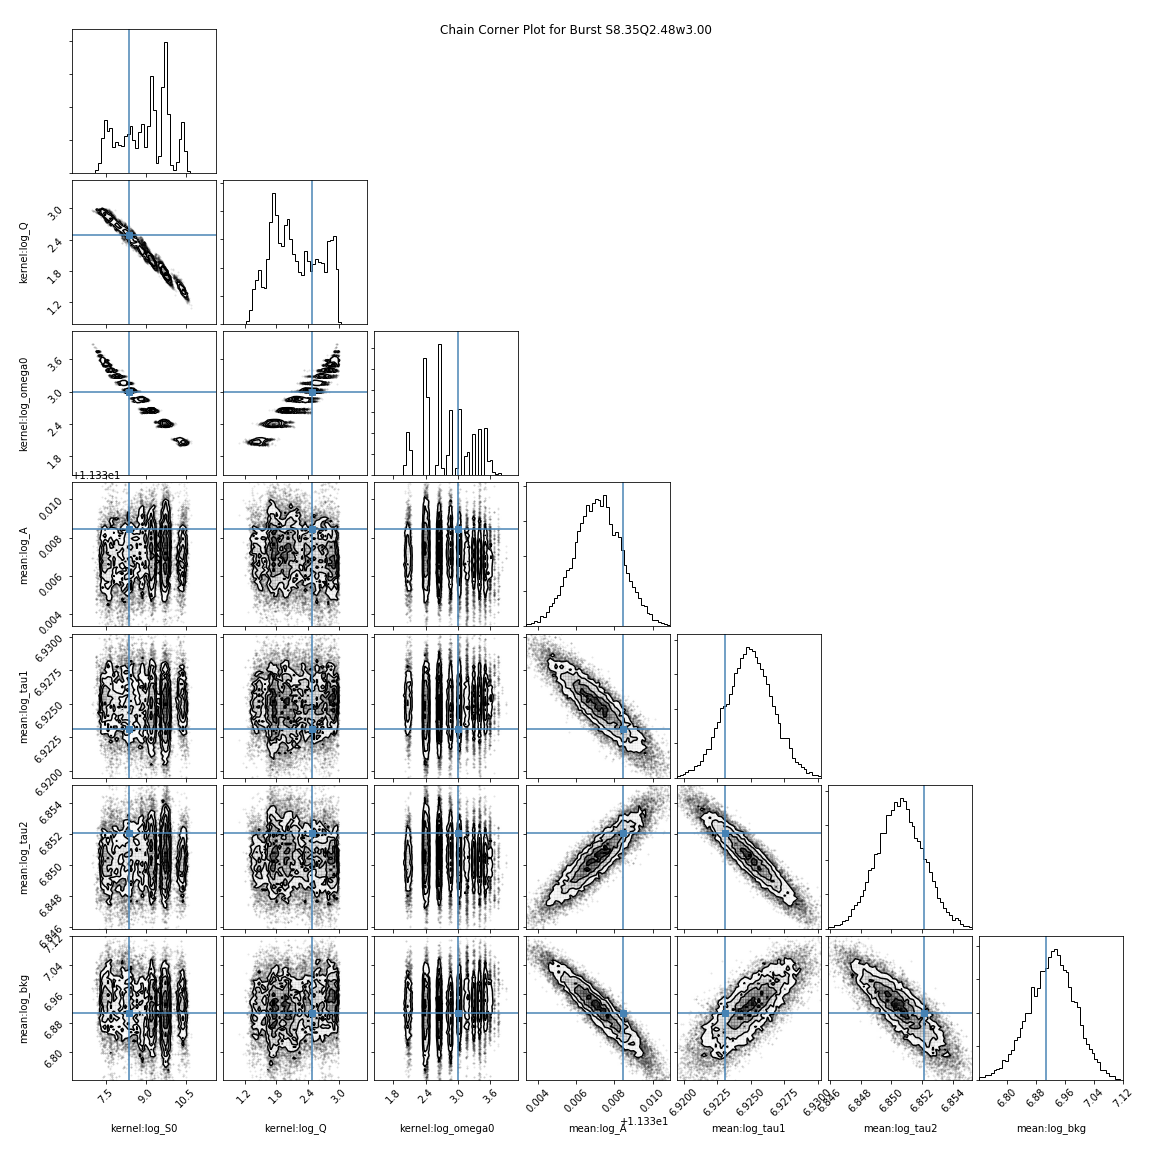 Chain Corner Plot for Burst S8.35Q2.48w3.00
kernel:log_Q
3.0
2.4
1.8
1.2
kernel:log_omega0
3.6
3.0
2.4
1.8
+1.133e1
mean:log_A
0.010
0.008
0.006
0.004
mean:log_tau1
6.9300
6.9275
6.9250
6.9225
6.9200
mean:log_tau2
6.854
6.852
6.850
6.848
6.846
mean:log_bkg
7.12
7.04
6.96
6.88
6.80
7.5 9.0 10.5
1.2 1.8 2.4 3.0
1.8 2.4 3.0 3.6
0.004 0.006 0.008 0.010
6.9200 6.9225 6.9250 6.9275 6.9300
6.846 6.848 6.850 6.852 6.854
6.80 6.88 6.96 7.04 7.12
+1.133e1
kernel:log_S0 kernel:log_Q kernel:log_omega0 mean:log_A mean:log_tau1 mean:log_tau2 mean:log_bkg